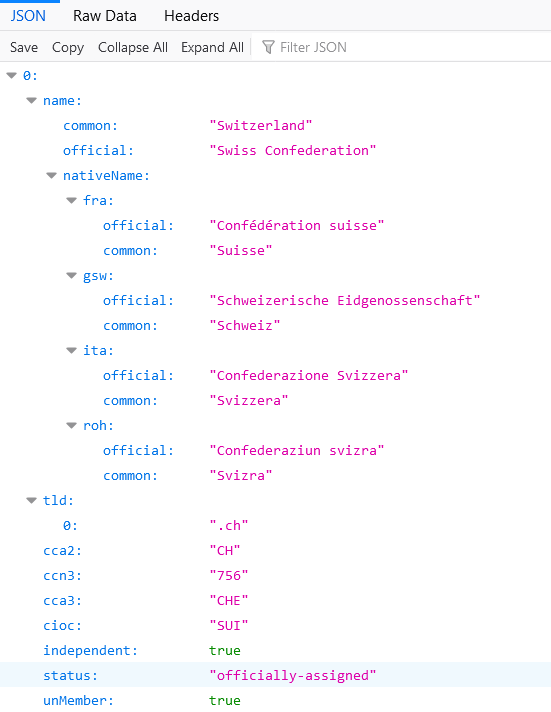 JSON Raw Data Headers
Save Copy Collapse All Expand All Filter JSON
0:
name:
common: "Switzerland"
official: "Swiss Confederation"
nativeName:
fra:
official: "Confédération suisse"
common: "Suisse"
gsw:
official: "Schweizerische Eidgenossenschaft"
common: "Schweiz"
ita:
official: "Confederazione Svizzera"
common: "Svizzera"
roh:
official: "Confederaziun svizra"
common: "Svizra"
tld:
0: ".ch"
cca2: "CH"
ccn3: "756"
cca3: "CHE"
cioc: "SUI"
independent: true
status: "officially-assigned"
unMember: true